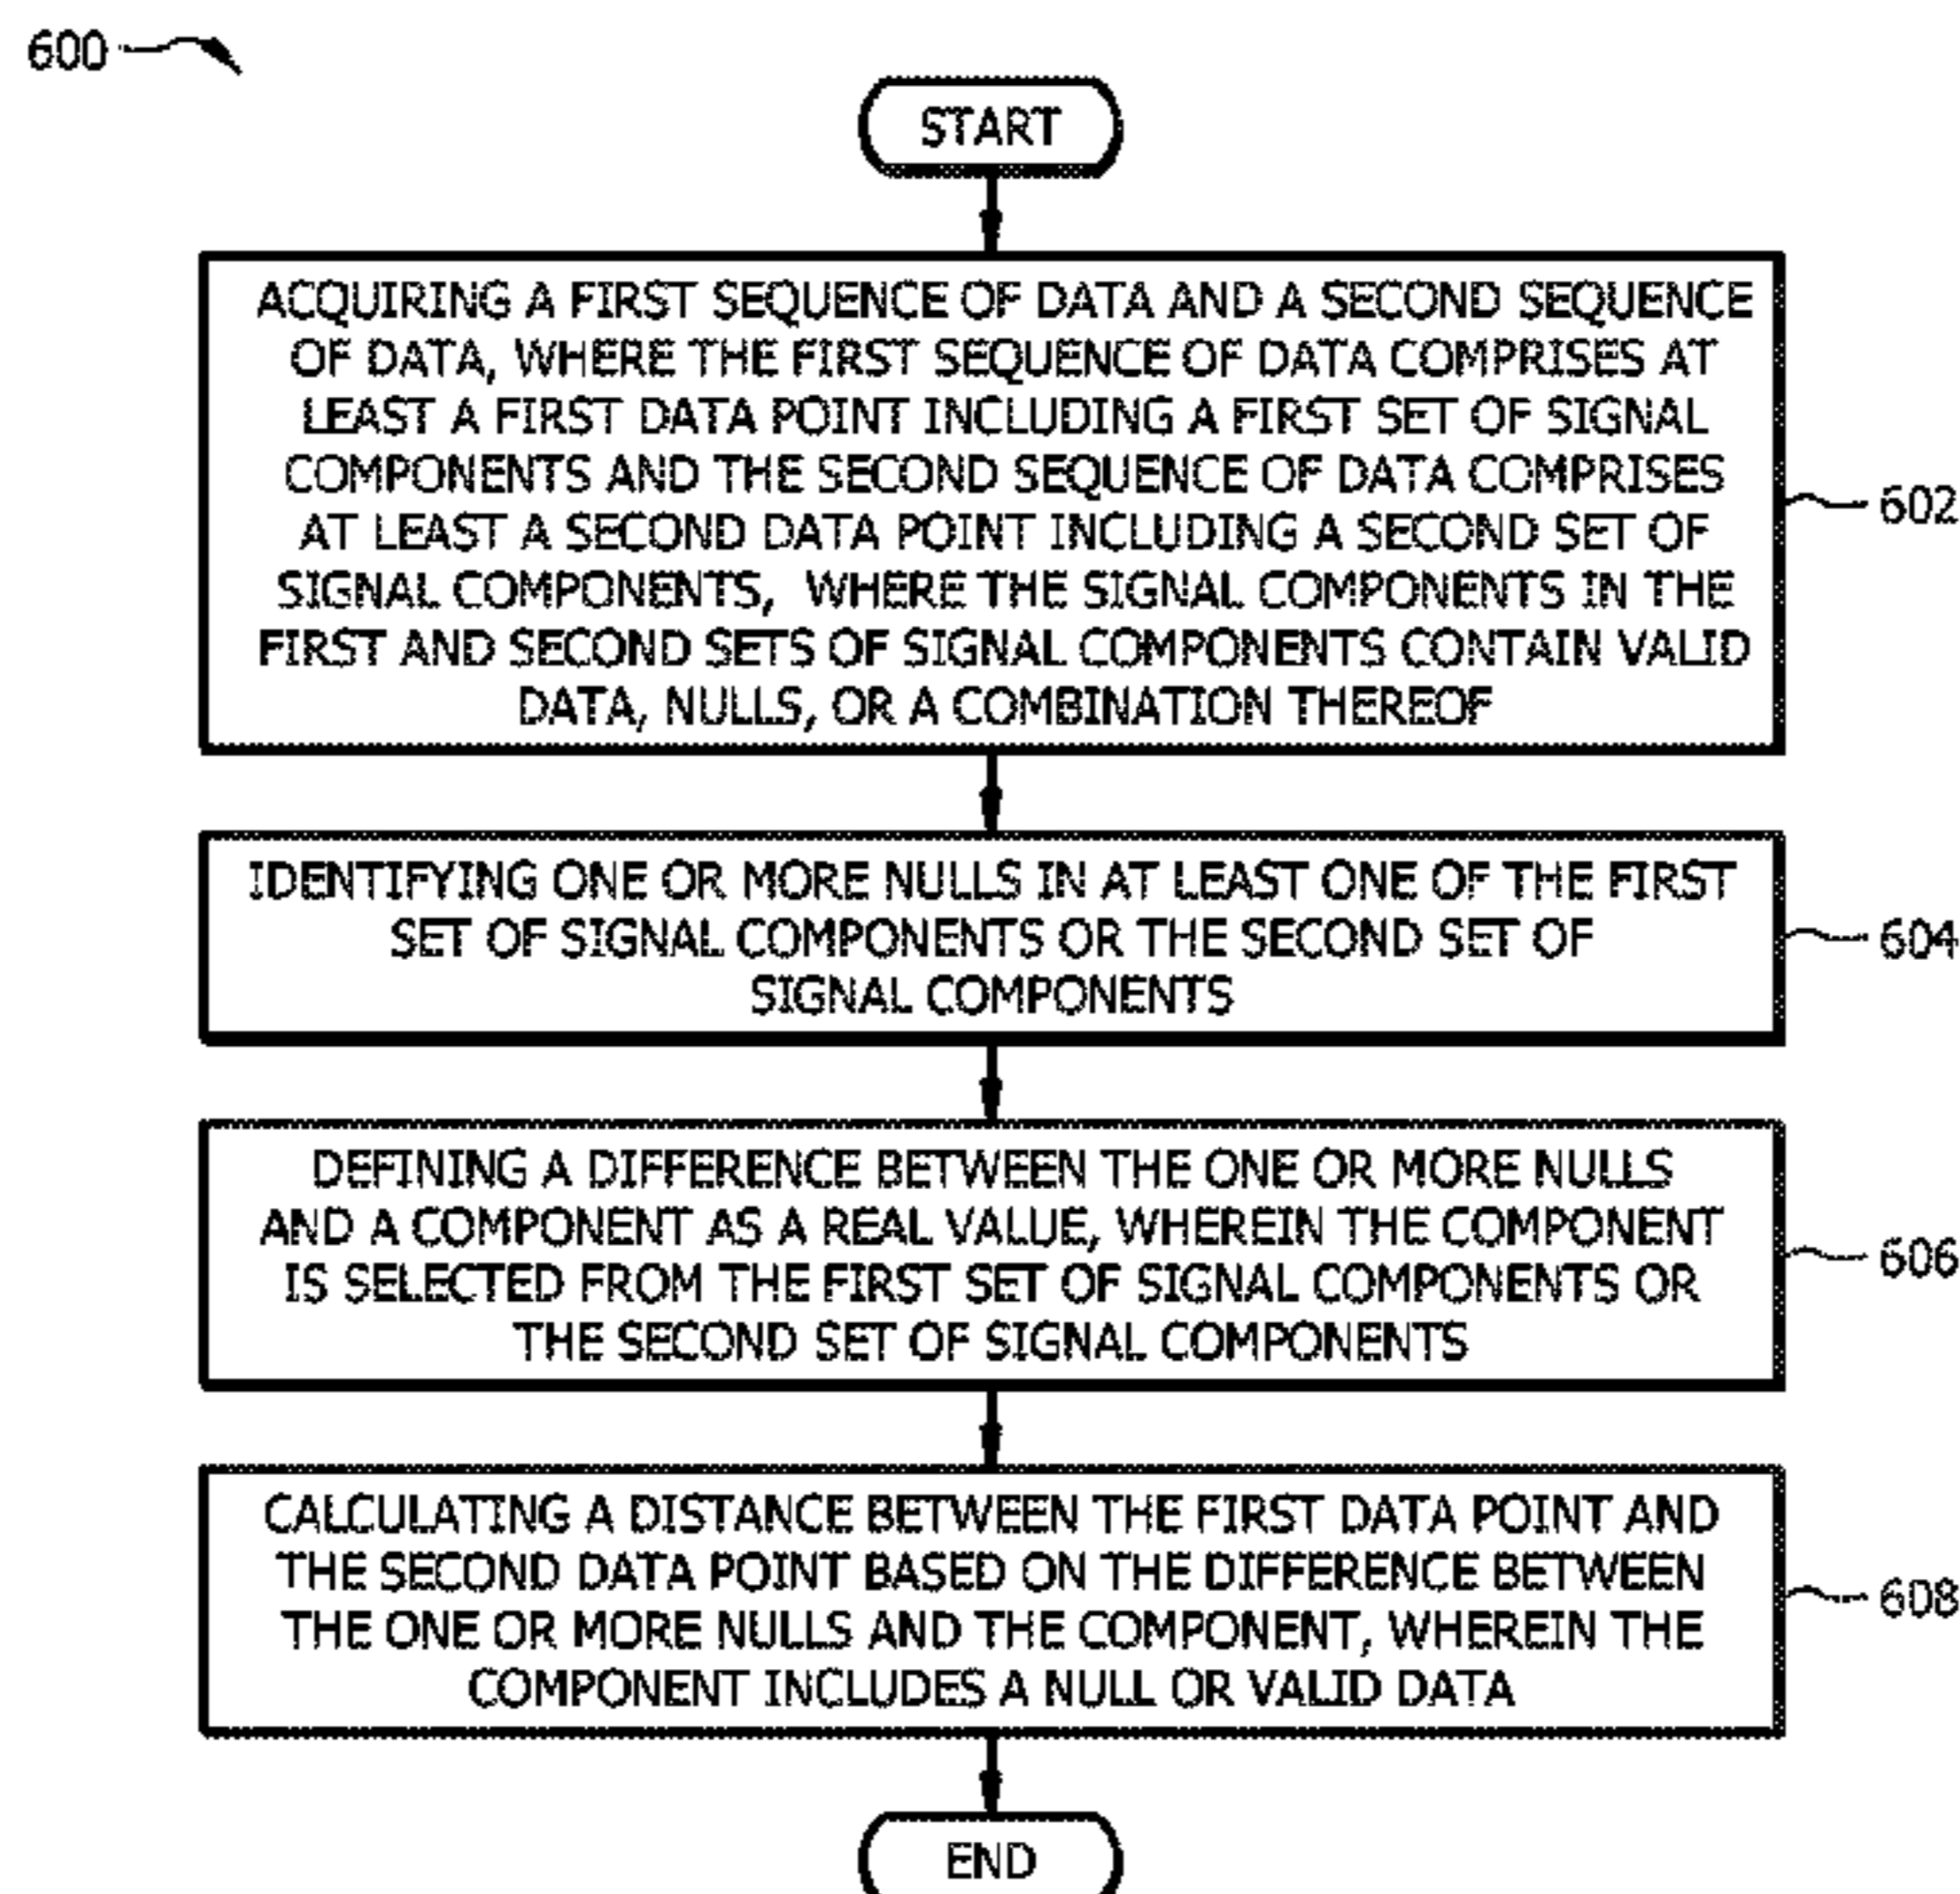 600
START
ACQUIRING A FIRST SEQUENCE OF DATA AND A SECOND SEQUENCE
OF DATA, WHERE THE FIRST SEQUENCE OF DATA COMPRISES AT
LEAST A FIRST DATA POINT INCLUDING A FIRST SET OF SIGNAL
COMPONENTS AND THE SECOND SEQUENCE OF DATA COMPRISES
AT LEAST A SECOND DATA POINT INCLUDING A SECOND SET OF
SIGNAL COMPONENTS, WHERE THE SIGNAL COMPONENTS IN THE
FIRST AND SECOND SETS OF SIGNAL COMPONENTS CONTAIN VALID
DATA, NULLS, OR A COMBINATION THEREOF
602
IDENTIFYING ONE OR MORE NULLS IN AT LEAST ONE OF THE FIRST
SET OF SIGNAL COMPONENTS OR THE SECOND SET OF
SIGNAL COMPONENTS
604
DEFINING A DIFFERENCE BETWEEN THE ONE OR MORE NULLS
AND A COMPONENT AS A REAL VALUE, WHEREIN THE COMPONENT
IS SELECTED FROM THE FIRST SET OF SIGNAL COMPONENTS OR
THE SECOND SET OF SIGNAL COMPONENTS
606
CALCULATING A DISTANCE BETWEEN THE FIRST DATA POINT AND
THE SECOND DATA POINT BASED ON THE DIFFERENCE BETWEEN
THE ONE OR MORE NULLS AND THE COMPONENT, WHEREIN THE
COMPONENT INCLUDES A NULL OR VALID DATA
608
END